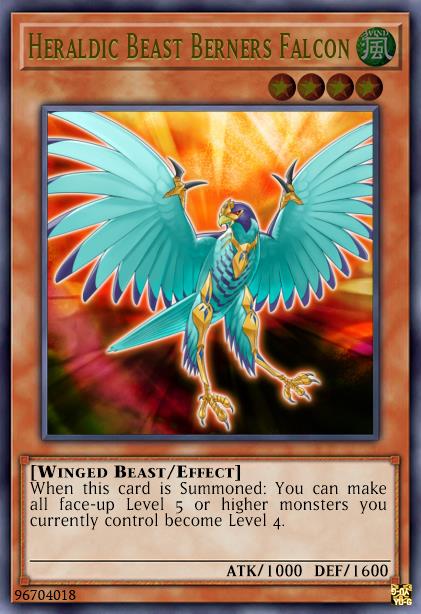 Heraldic Beast Berners Falcon
WIND
風
[Winged Beast/Effect]
When this card is Summoned: You can make
all face-up Level 5 or higher monsters you
currently control become Level 4.
ATK/1000 DEF/1600
96704018